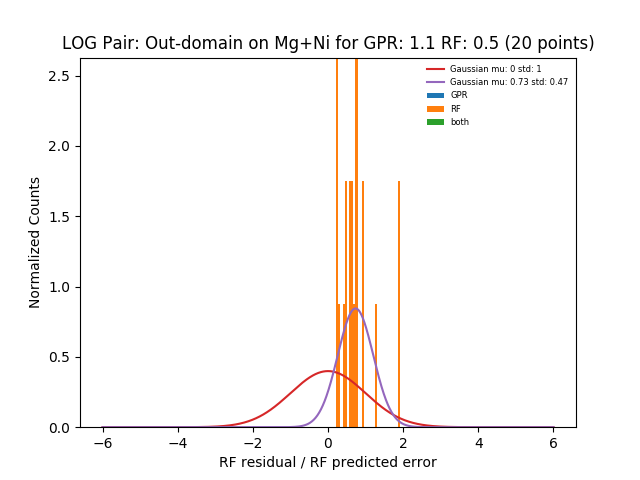 LOG Pair: Out-domain on Mg+Ni for GPR: 1.1 RF: 0.5 (20 points)
Gaussian mu: 0 std: 1
Gaussian mu: 0.73 std: 0.47
GPR
RF
both
Normalized Counts
2.5
2.0
1.5
1.0
0.5
0.0
−6 −4 −2 0 2 4 6
RF residual / RF predicted error